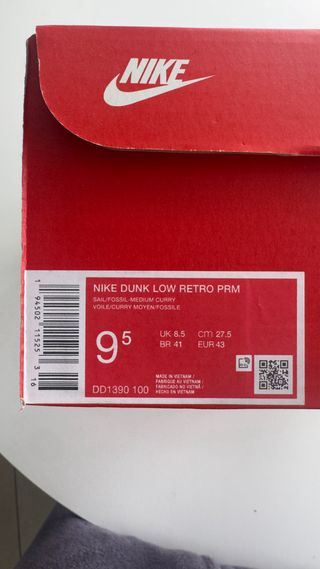 NIKE
NIKE DUNK LOW RETRO PRM
SAIL/FOSSIL-MEDIUM CURRY
VOILE/CURRY MOYEN/FOSSILE
9⁵
UK 8.5 cm 27.5
BR 41 EUR 43
DD1390 100
MADE IN VIETNAM /
FABRIQUÉ AU VIETNAM /
FABRICADO NO VIETNÃ /
HECHO EN VIETNAM
1 94502 11525 3
16